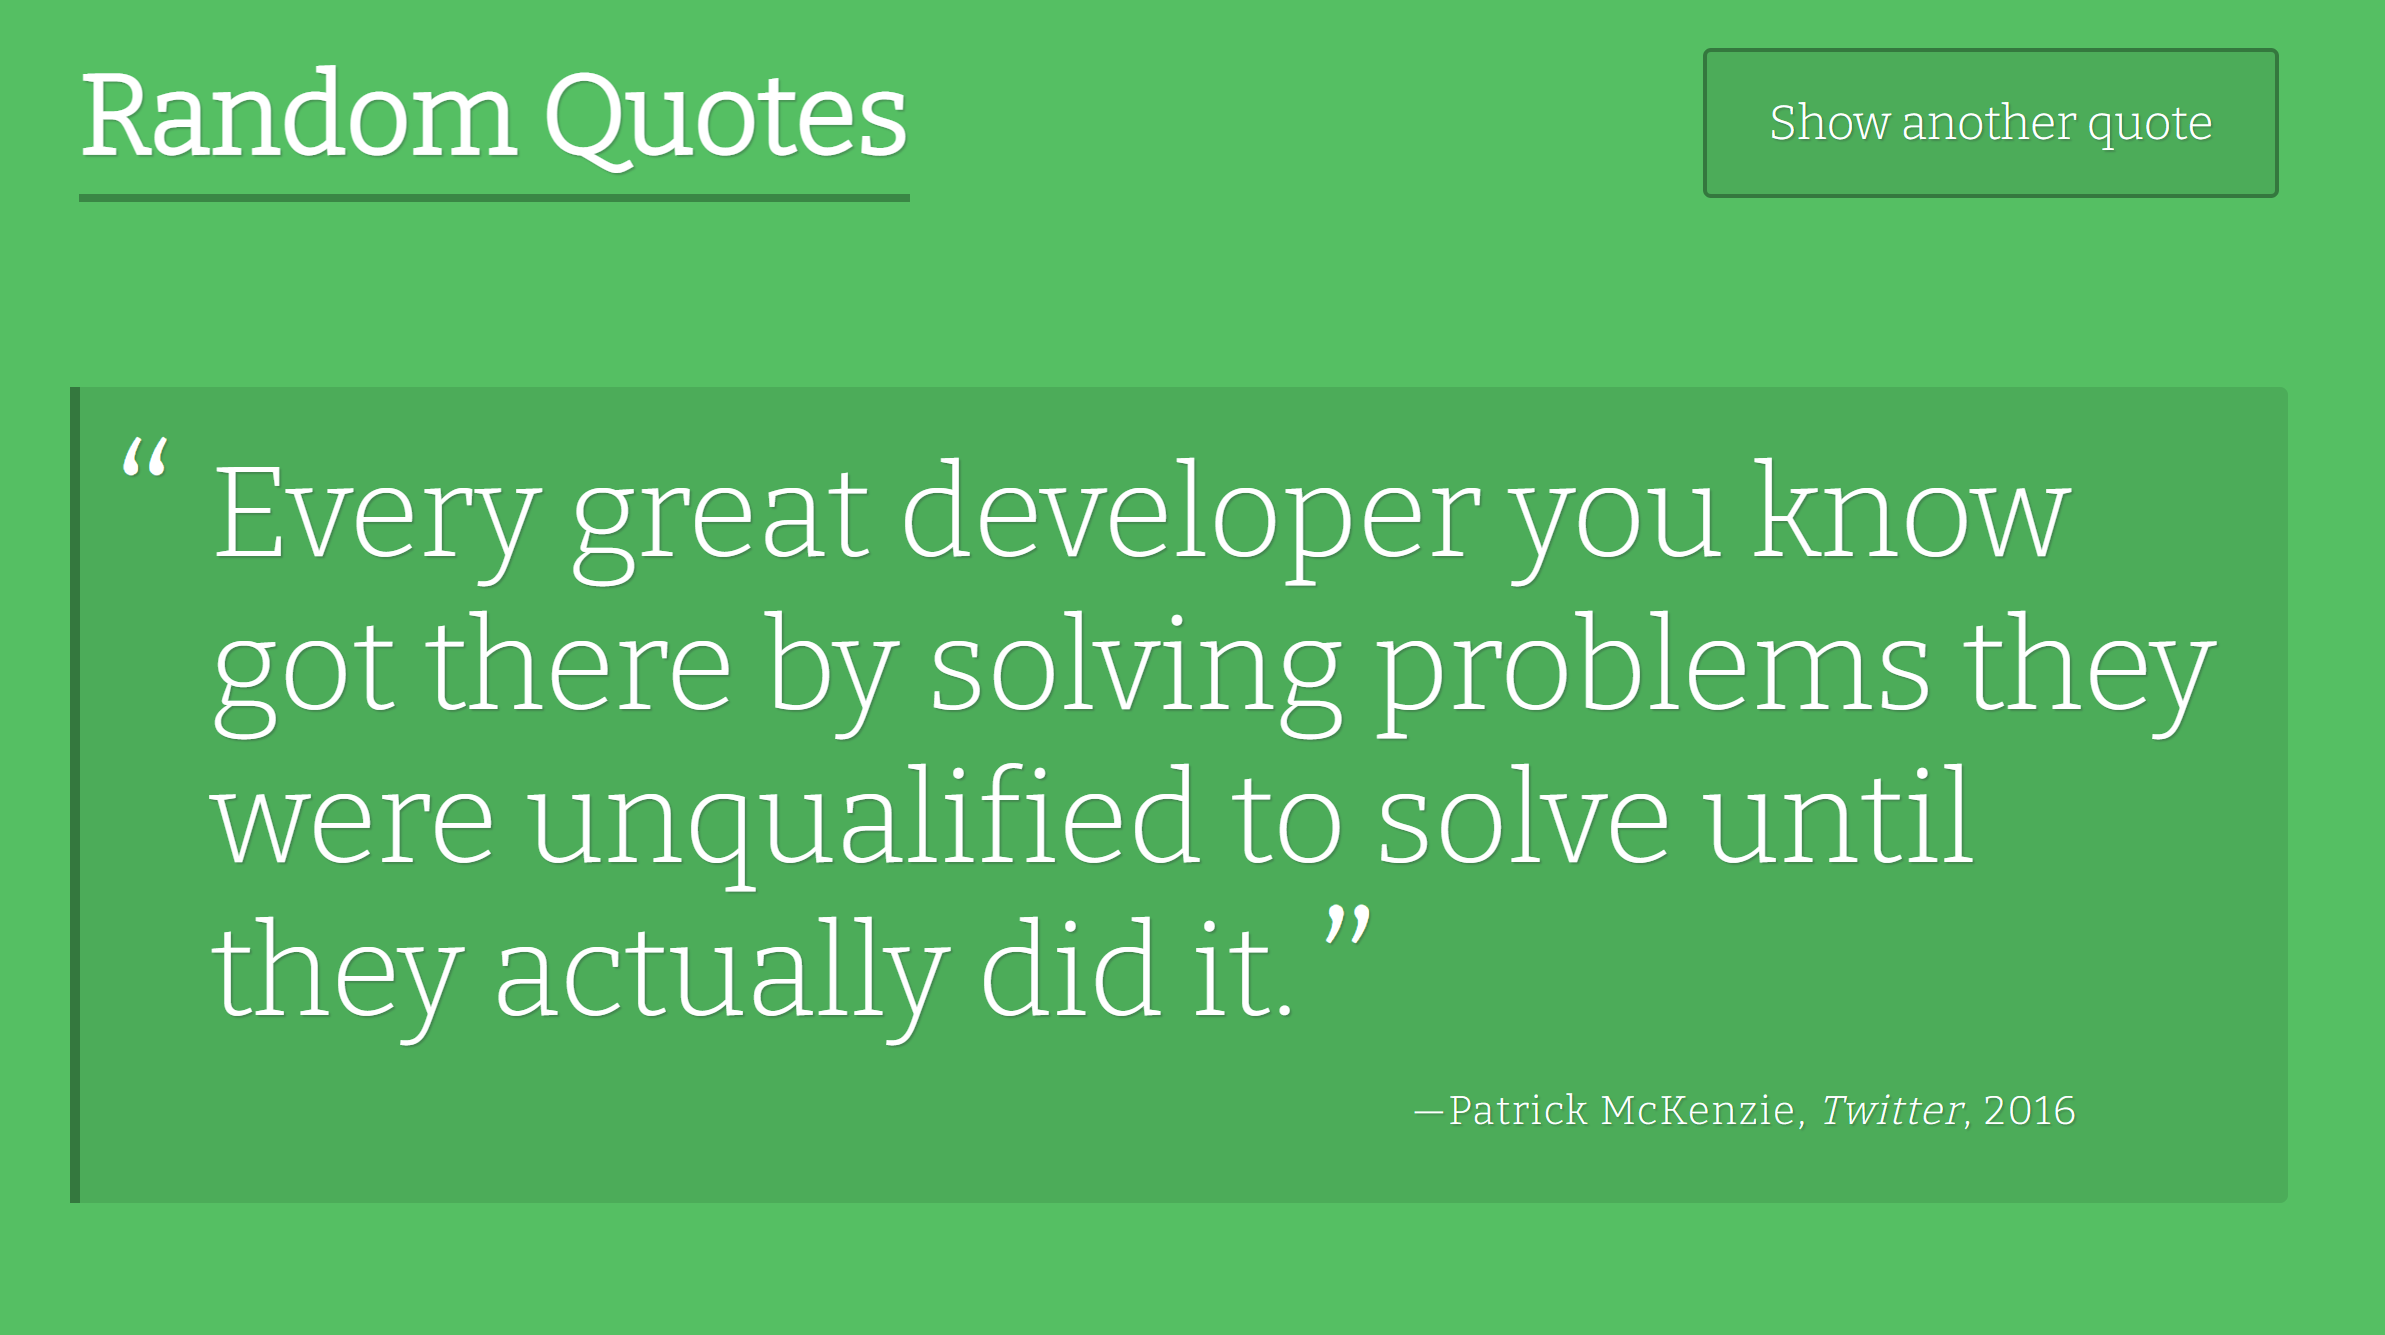 Random Quotes
Show another quote
“ Every great developer you know
got there by solving problems they
were unqualified to solve until
they actually did it. ”
—Patrick McKenzie, Twitter, 2016